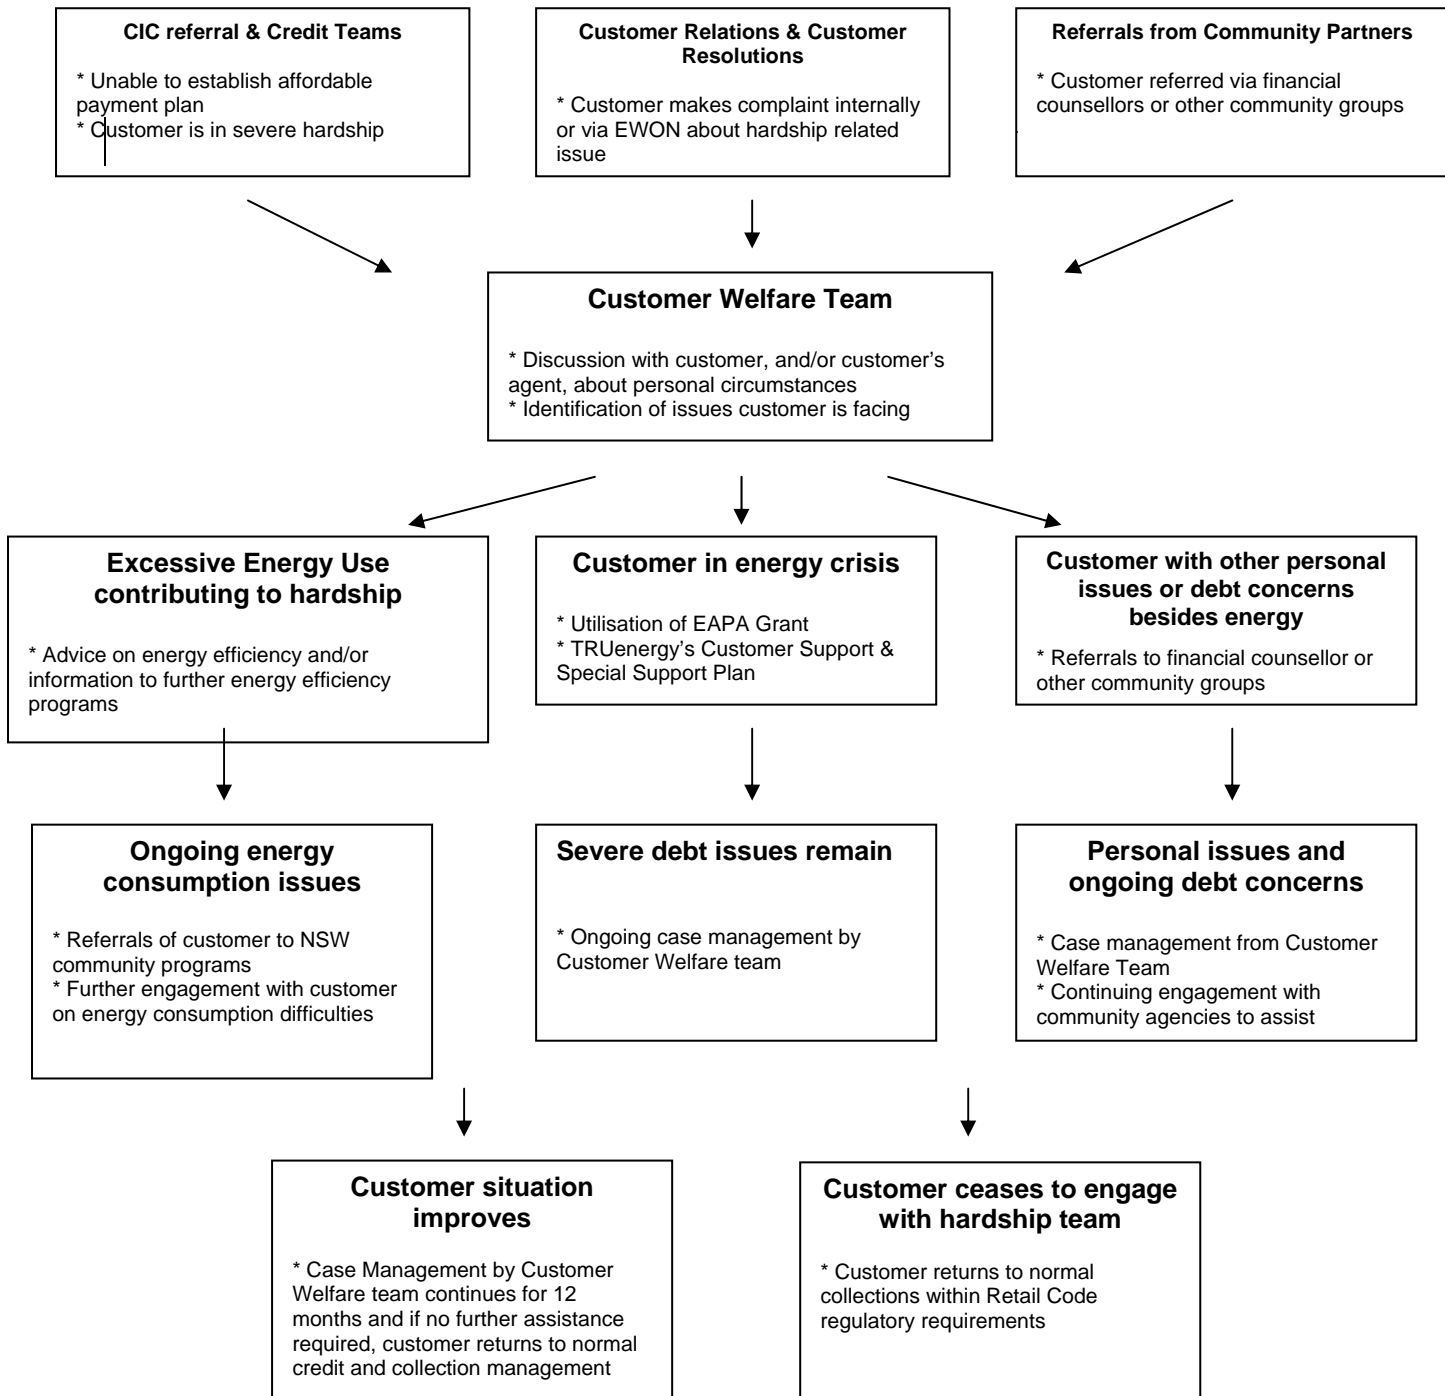 CIC referral & Credit Teams
* Unable to establish affordable
payment plan
* Customer is in severe hardship
Customer Relations & Customer
Resolutions
* Customer makes complaint internally
or via EWON about hardship related
issue
Referrals from Community Partners
* Customer referred via financial
counsellors or other community groups
Customer Welfare Team
* Discussion with customer, and/or customer's
agent, about personal circumstances
* Identification of issues customer is facing
Excessive Energy Use
contributing to hardship
* Advice on energy efficiency and/or
information to further energy efficiency
programs
Customer in energy crisis
* Utilisation of EAPA Grant
* TRUenergy's Customer Support &
Special Support Plan
Customer with other personal
issues or debt concerns
besides energy
* Referrals to financial counsellor or
other community groups
Ongoing energy
consumption issues
* Referrals of customer to NSW
community programs
* Further engagement with customer
on energy consumption difficulties
Severe debt issues remain
* Ongoing case management by
Customer Welfare team
Personal issues and
ongoing debt concerns
* Case management from Customer
Welfare Team
* Continuing engagement with
community agencies to assist
Customer situation
improves
* Case Management by Customer
Welfare team continues for 12
months and if no further assistance
required, customer returns to normal
credit and collection management
Customer ceases to engage
with hardship team
* Customer returns to normal
collections within Retail Code
regulatory requirements